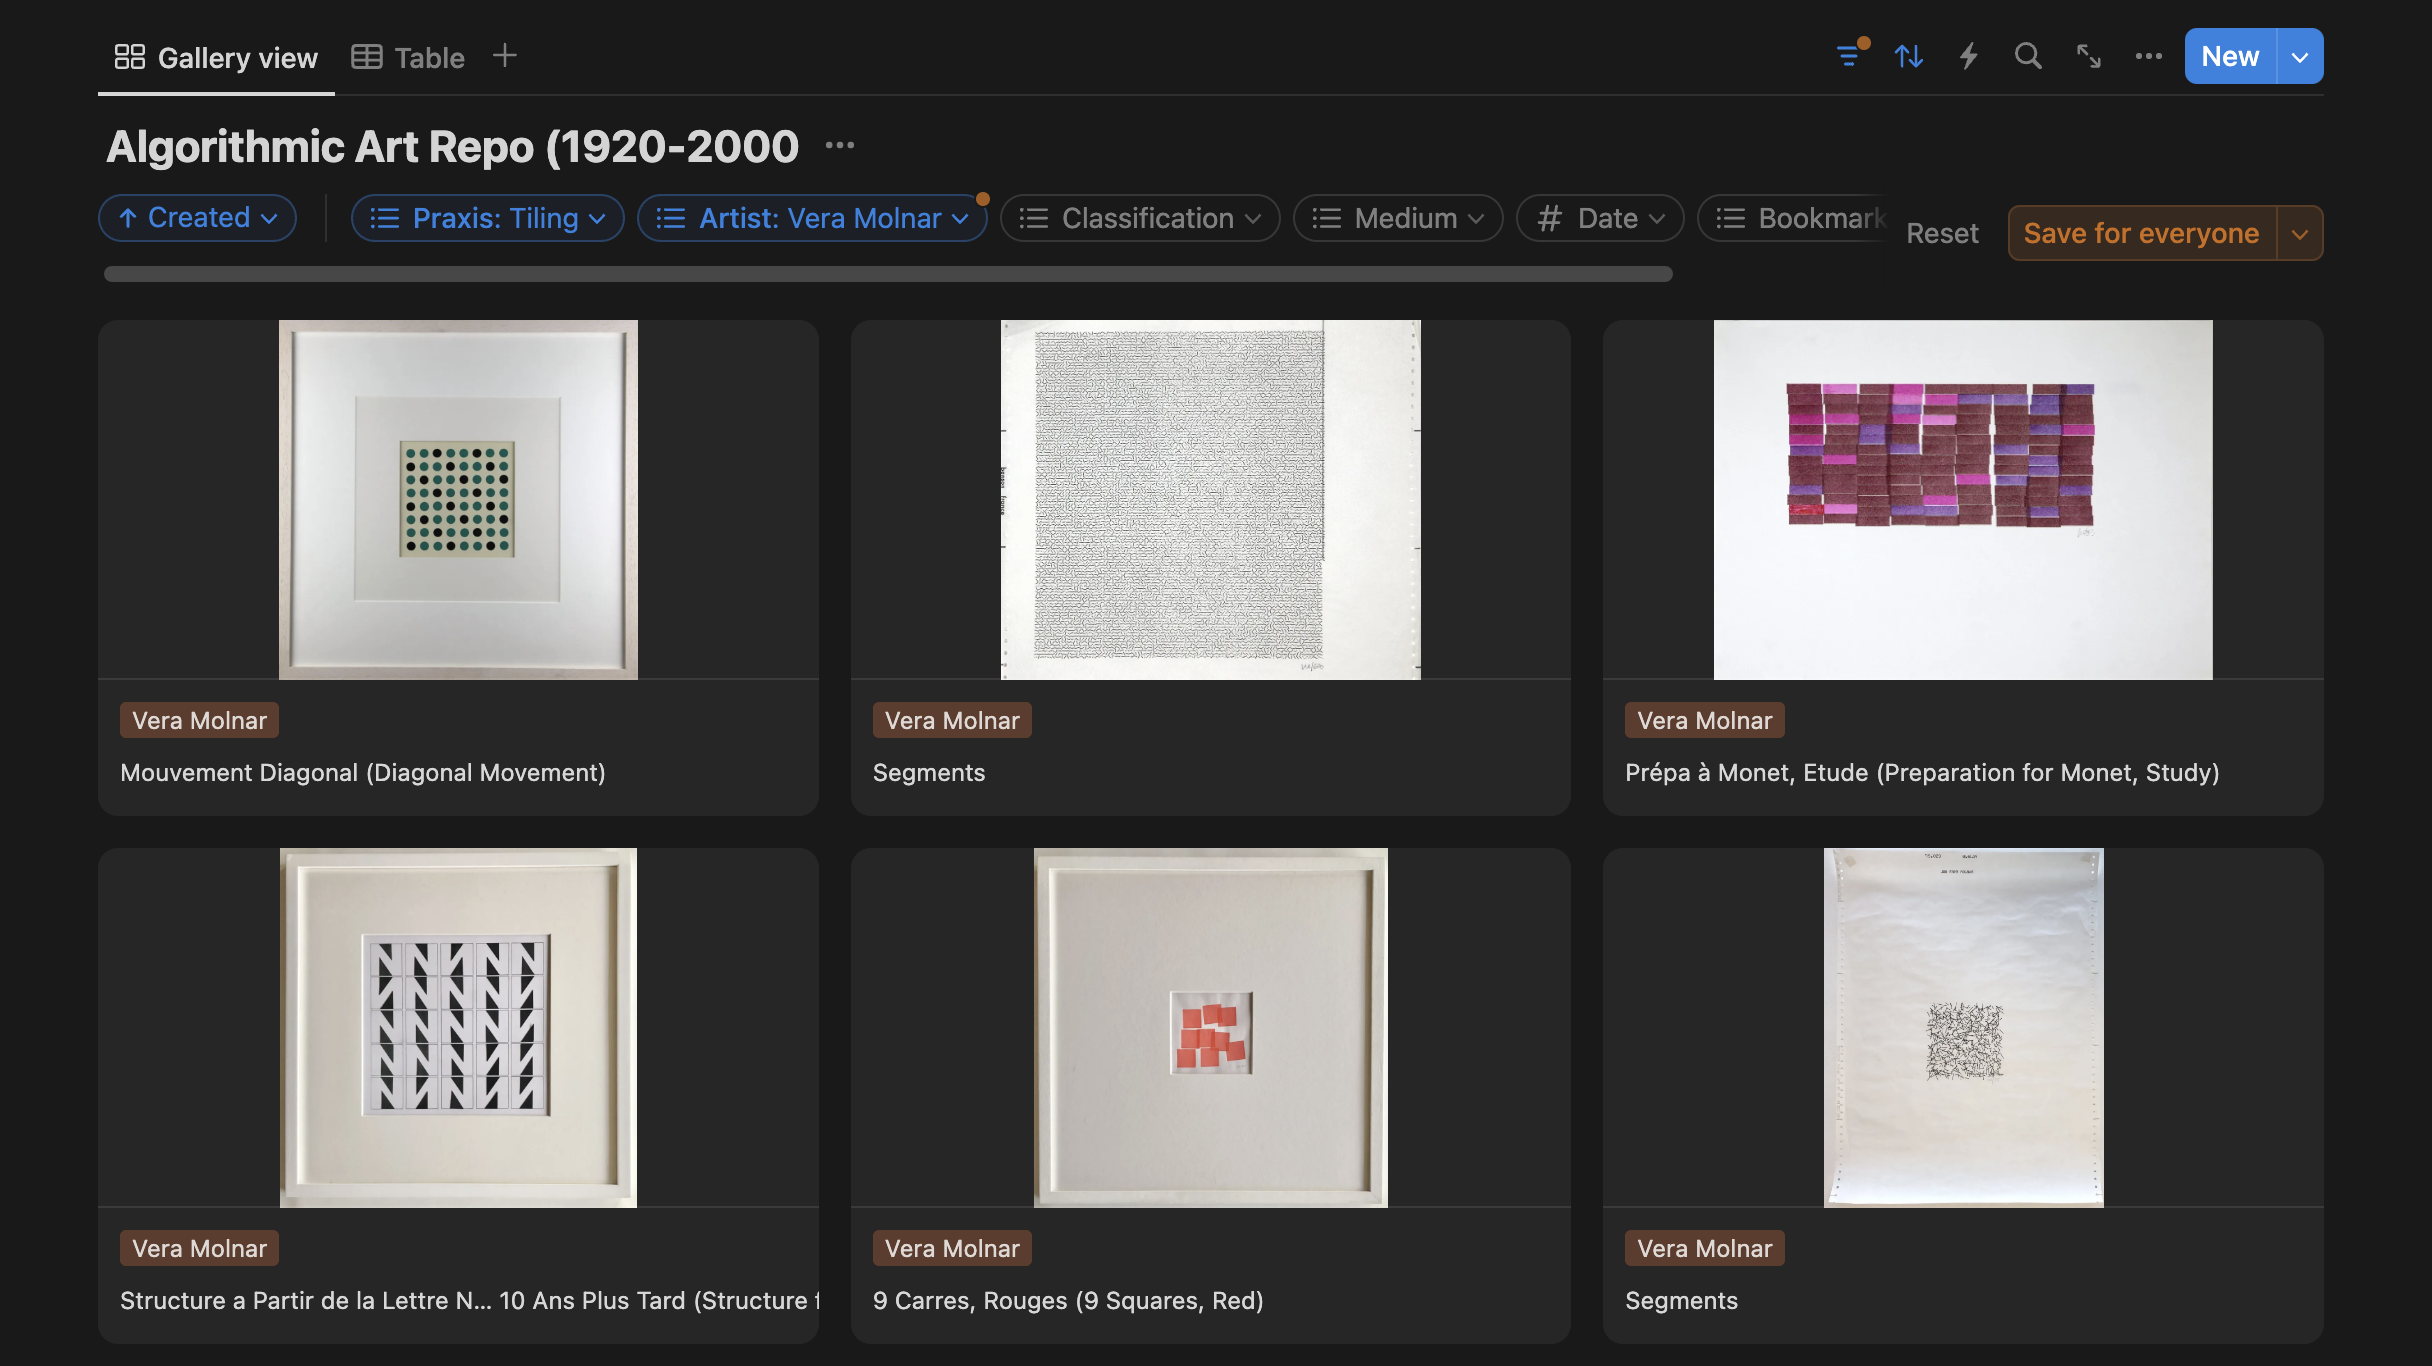 Gallery view
Table
New
Algorithmic Art Repo (1920-2000
Created
Praxis: Tiling
Artist: Vera Molnar
Classification
Medium
Date
Bookmark
Reset
Save for everyone
Vera Molnar
Mouvement Diagonal (Diagonal Movement)
Vera Molnar
Segments
Vera Molnar
Prépa à Monet, Etude (Preparation for Monet, Study)
Vera Molnar
Structure a Partir de la Lettre N... 10 Ans Plus Tard (Structure
Vera Molnar
9 Carres, Rouges (9 Squares, Red)
Vera Molnar
Segments